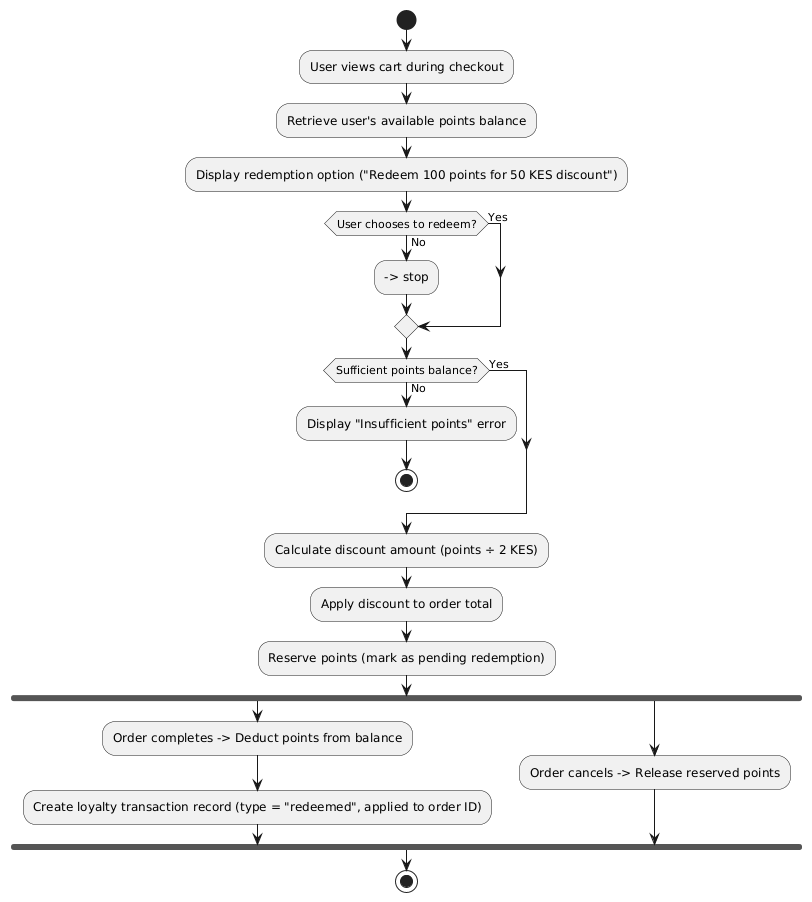 User views cart during checkout
Retrieve user's available points balance
Display redemption option ("Redeem 100 points for 50 KES discount")
User chooses to redeem?
Yes
No
-> stop
Sufficient points balance?
Yes
No
Display "Insufficient points" error
Calculate discount amount (points ÷ 2 KES)
Apply discount to order total
Reserve points (mark as pending redemption)
Order completes -> Deduct points from balance
Order cancels -> Release reserved points
Create loyalty transaction record (type = "redeemed", applied to order ID)